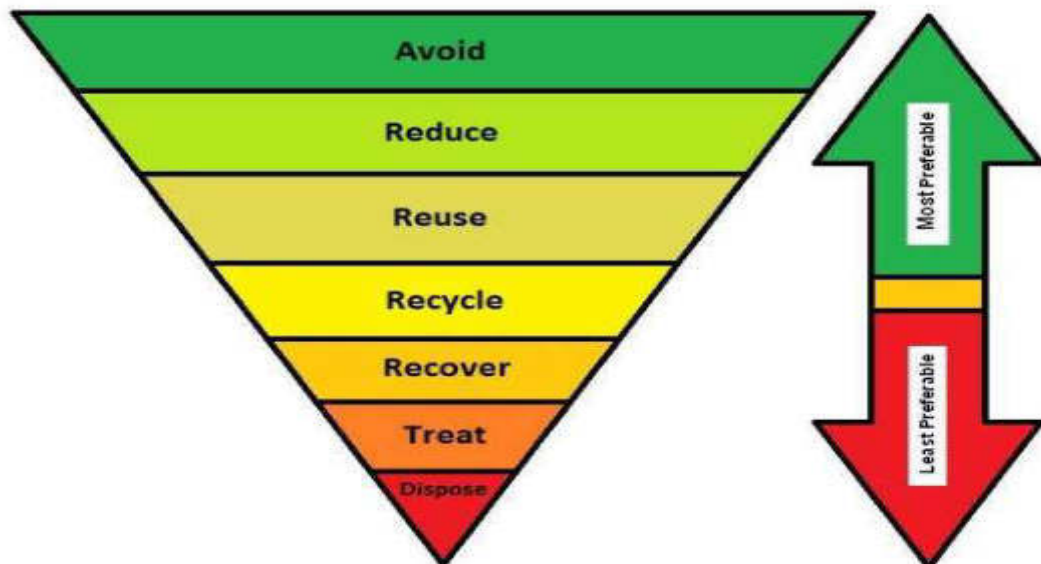 Avoid
Reduce
Reuse
Recycle
Recover
Treat
Dispose
Most Preferable
Least Preferable